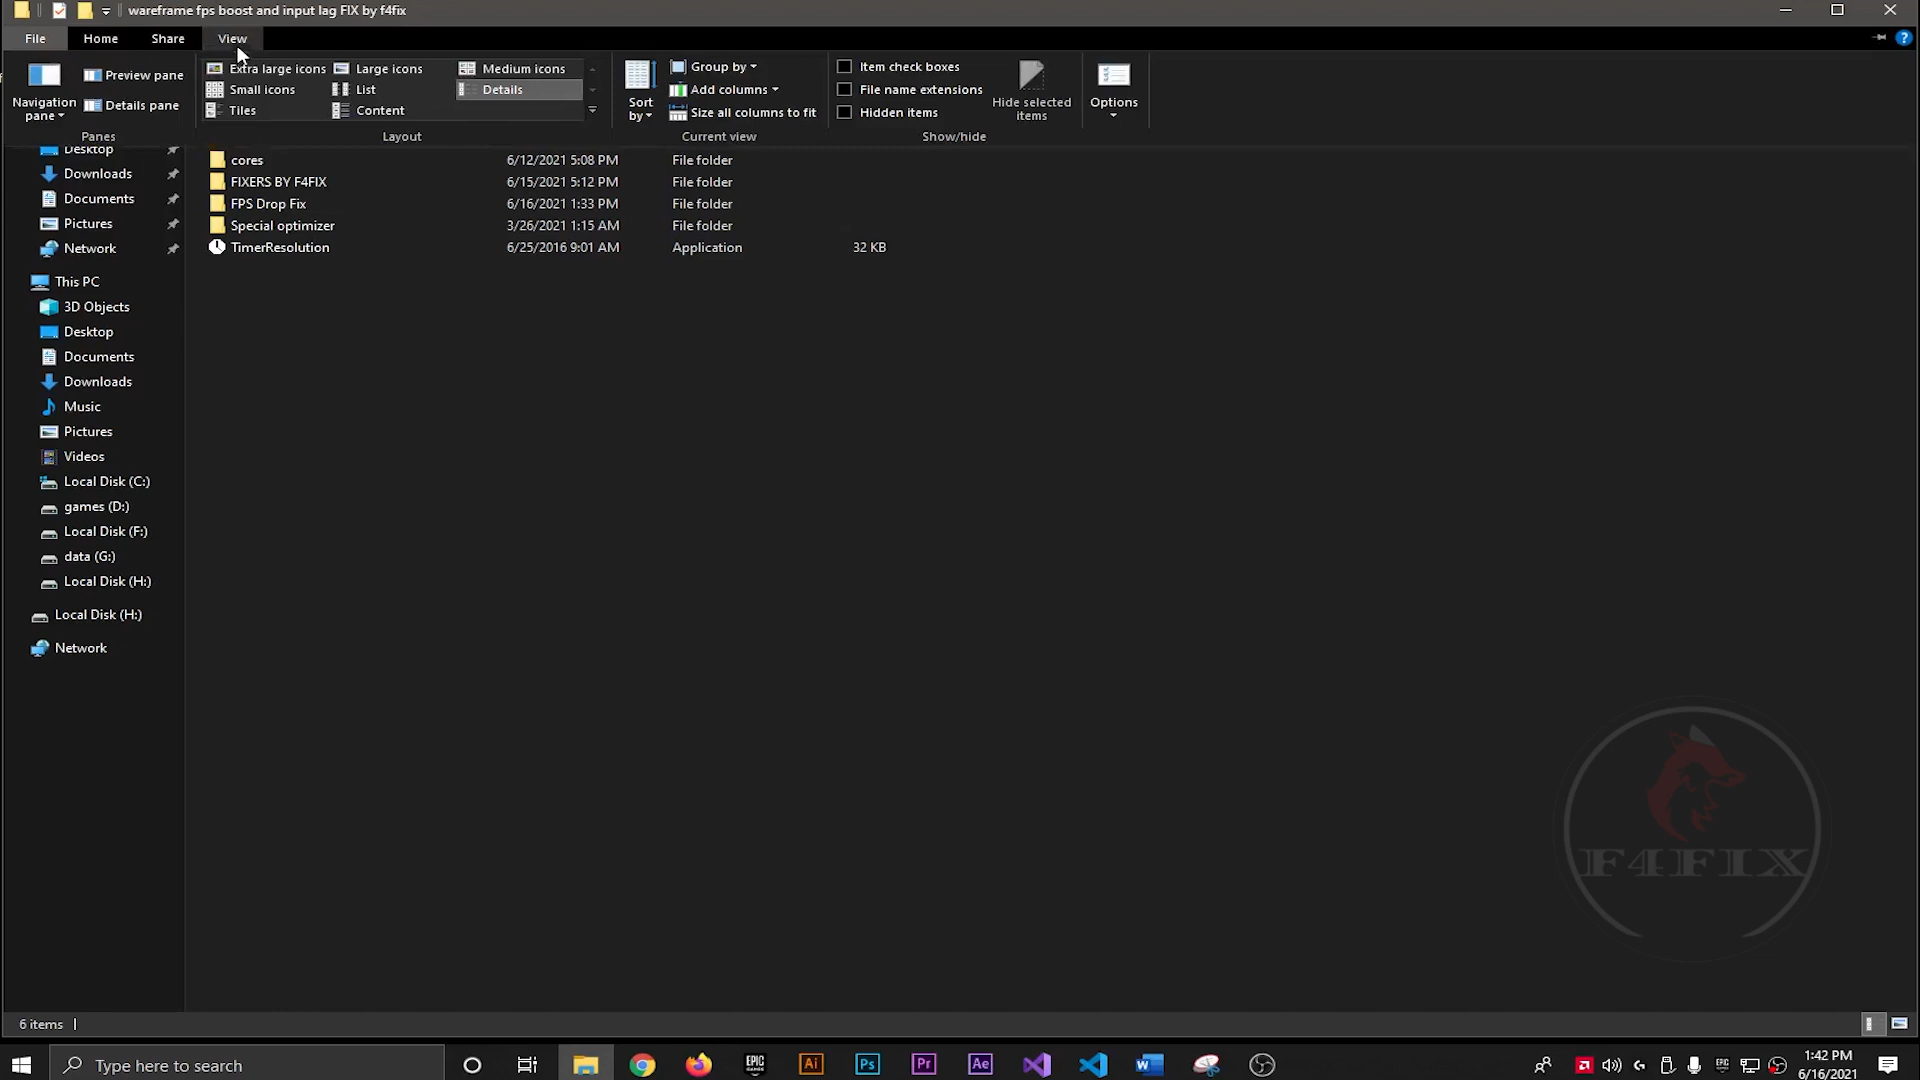 wareframe fps boost and input lag FIX by f4fix
File Home Share View
Navigation pane
Preview pane
Details pane
Panes
Extra large icons Large icons Medium icons
Small icons List Details
Tiles Content
Layout
Sort by
Group by
Add columns
Size all columns to fit
Current view
Item check boxes
File name extensions
Hidden items
Hide selected items
Show/hide
Options
Desktop
Downloads
Documents
Pictures
Network
This PC
3D Objects
Desktop
Documents
Downloads
Music
Pictures
Videos
Local Disk (C:)
games (D:)
Local Disk (F:)
data (G:)
Local Disk (H:)
Local Disk (H:)
Network
cores 6/12/2021 5:08 PM File folder
FIXERS BY F4FIX 6/15/2021 5:12 PM File folder
FPS Drop Fix 6/16/2021 1:33 PM File folder
Special optimizer 3/26/2021 1:15 AM File folder
TimerResolution 6/25/2016 9:01 AM Application 32 KB
F4FIX
6 items
Type here to search
EPIC GAMES
Ai
Ps
Pr
Ae
1:42 PM
6/16/2021